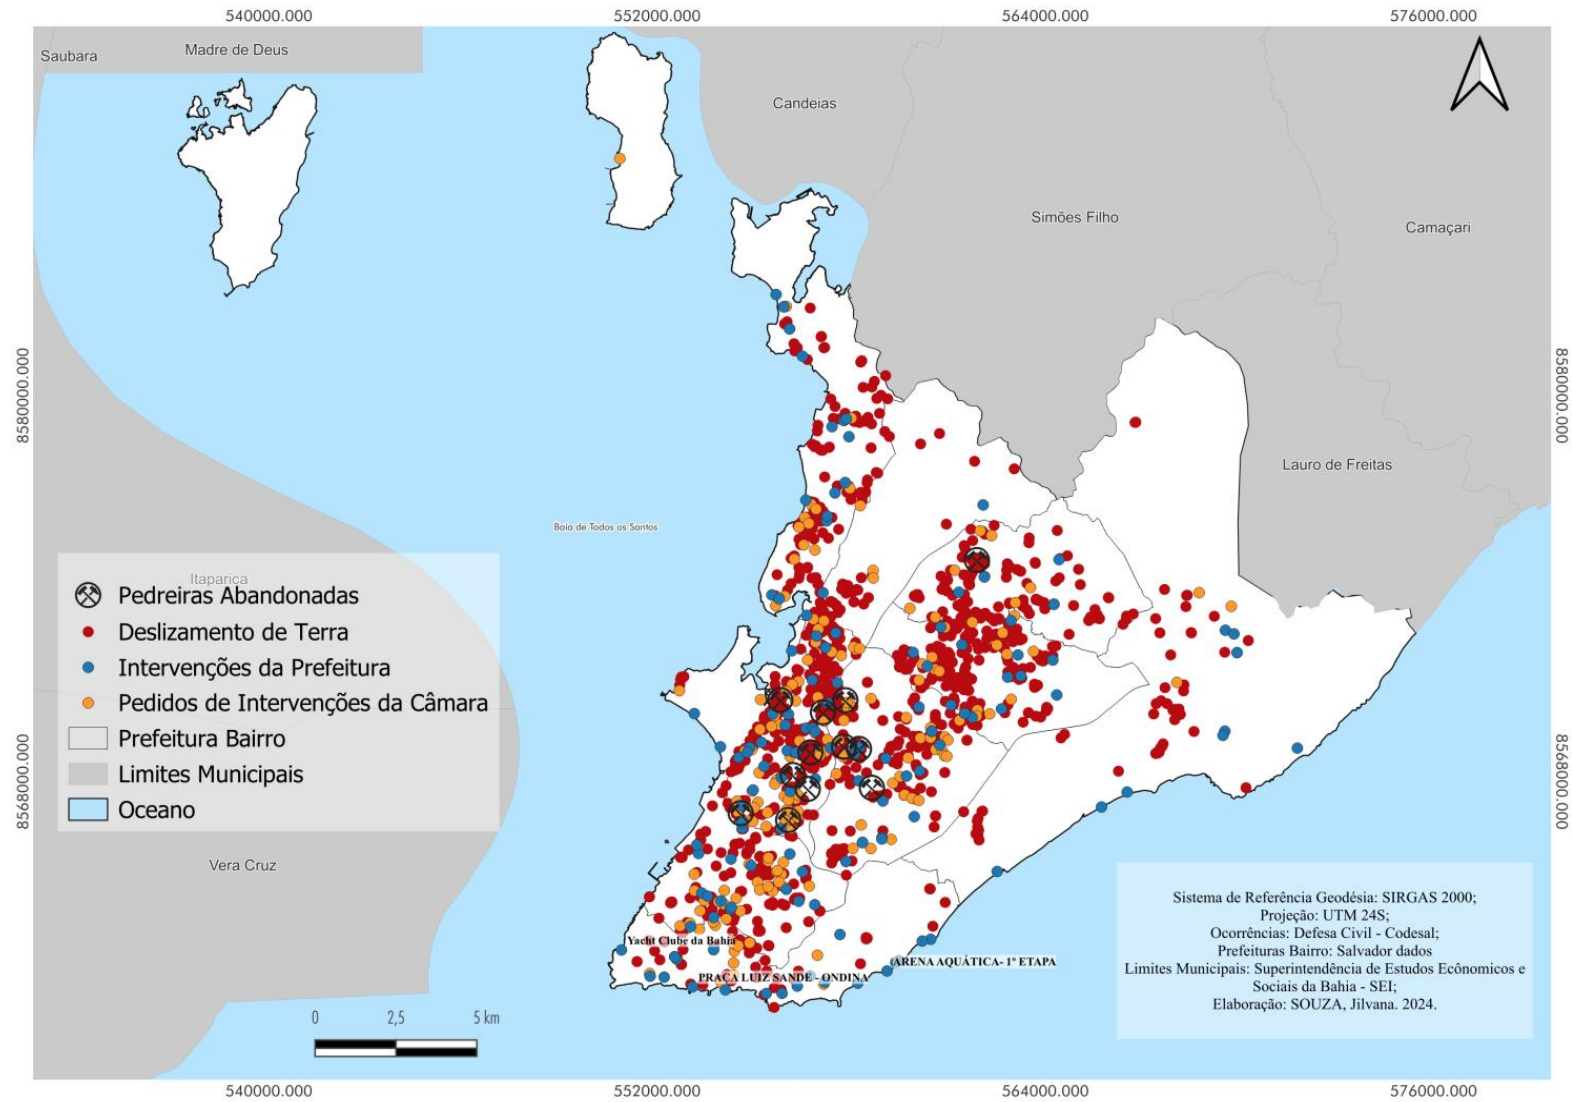 540000.000
552000.000
564000.000
576000.000
Saubara
Madre de Deus
Candeias
Simões Filho
Camaçari
8580000.000
8580000.000
Lauro de Freitas
Baia de Todos os Santos
Itaparica
Pedreiras Abandonadas
Deslizamento de Terra
Intervenções da Prefeitura
Pedidos de Intervenções da Câmara
Prefeitura Bairro
Limites Municipais
Oceano
8568000.000
8568000.000
Vera Cruz
Yacht Clube da Bahia
PRAÇA LUIZ SANDE - ONDINA
ARENA AQUÁTICA- 1ª ETAPA
Sistema de Referência Geodésia: SIRGAS 2000;
Projeção: UTM 24S;
Ocorrências: Defesa Civil - Codesal;
Prefeituras Bairro: Salvador dados
Limites Municipais: Superintendência de Estudos Ecônomicos e
Sociais da Bahia - SEI;
Elaboração: SOUZA, Jilvana. 2024.
0 2,5 5 km
540000.000
552000.000
564000.000
576000.000